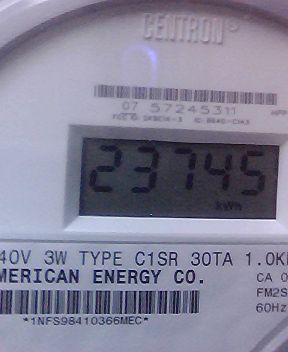 CENTRON®
07 57245311
23745
kWh
40V 3W TYPE C1SR 30TA 1.0K
MERICAN ENERGY CO.
CA 0
FM2S
60Hz
*1NFS98410366MEC*